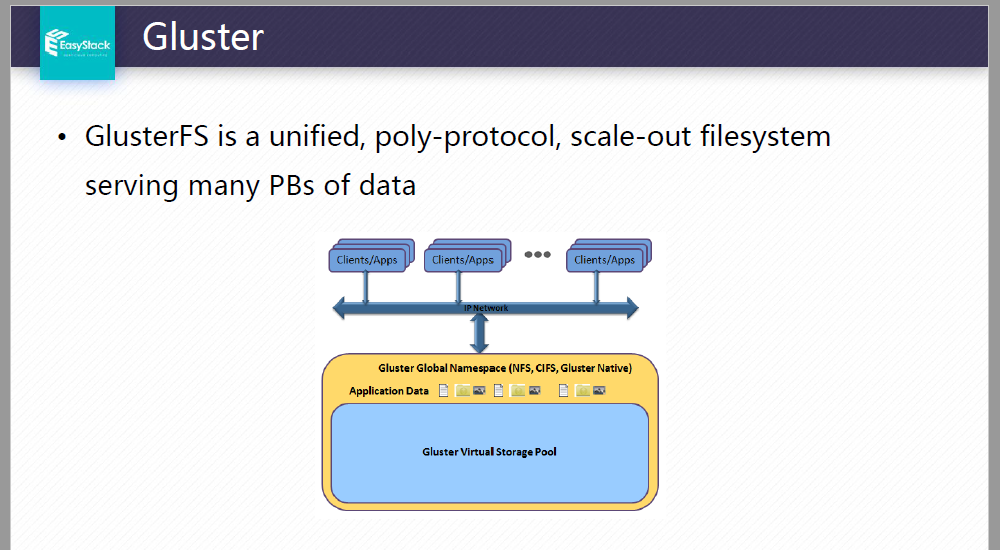 EasyStack
Gluster
• GlusterFS is a unified, poly-protocol, scale-out filesystem
serving many PBs of data
Clients/Apps Clients/Apps Clients/Apps
IP Network
Gluster Global Namespace (NFS, CIFS, Gluster Native)
Application Data
Gluster Virtual Storage Pool